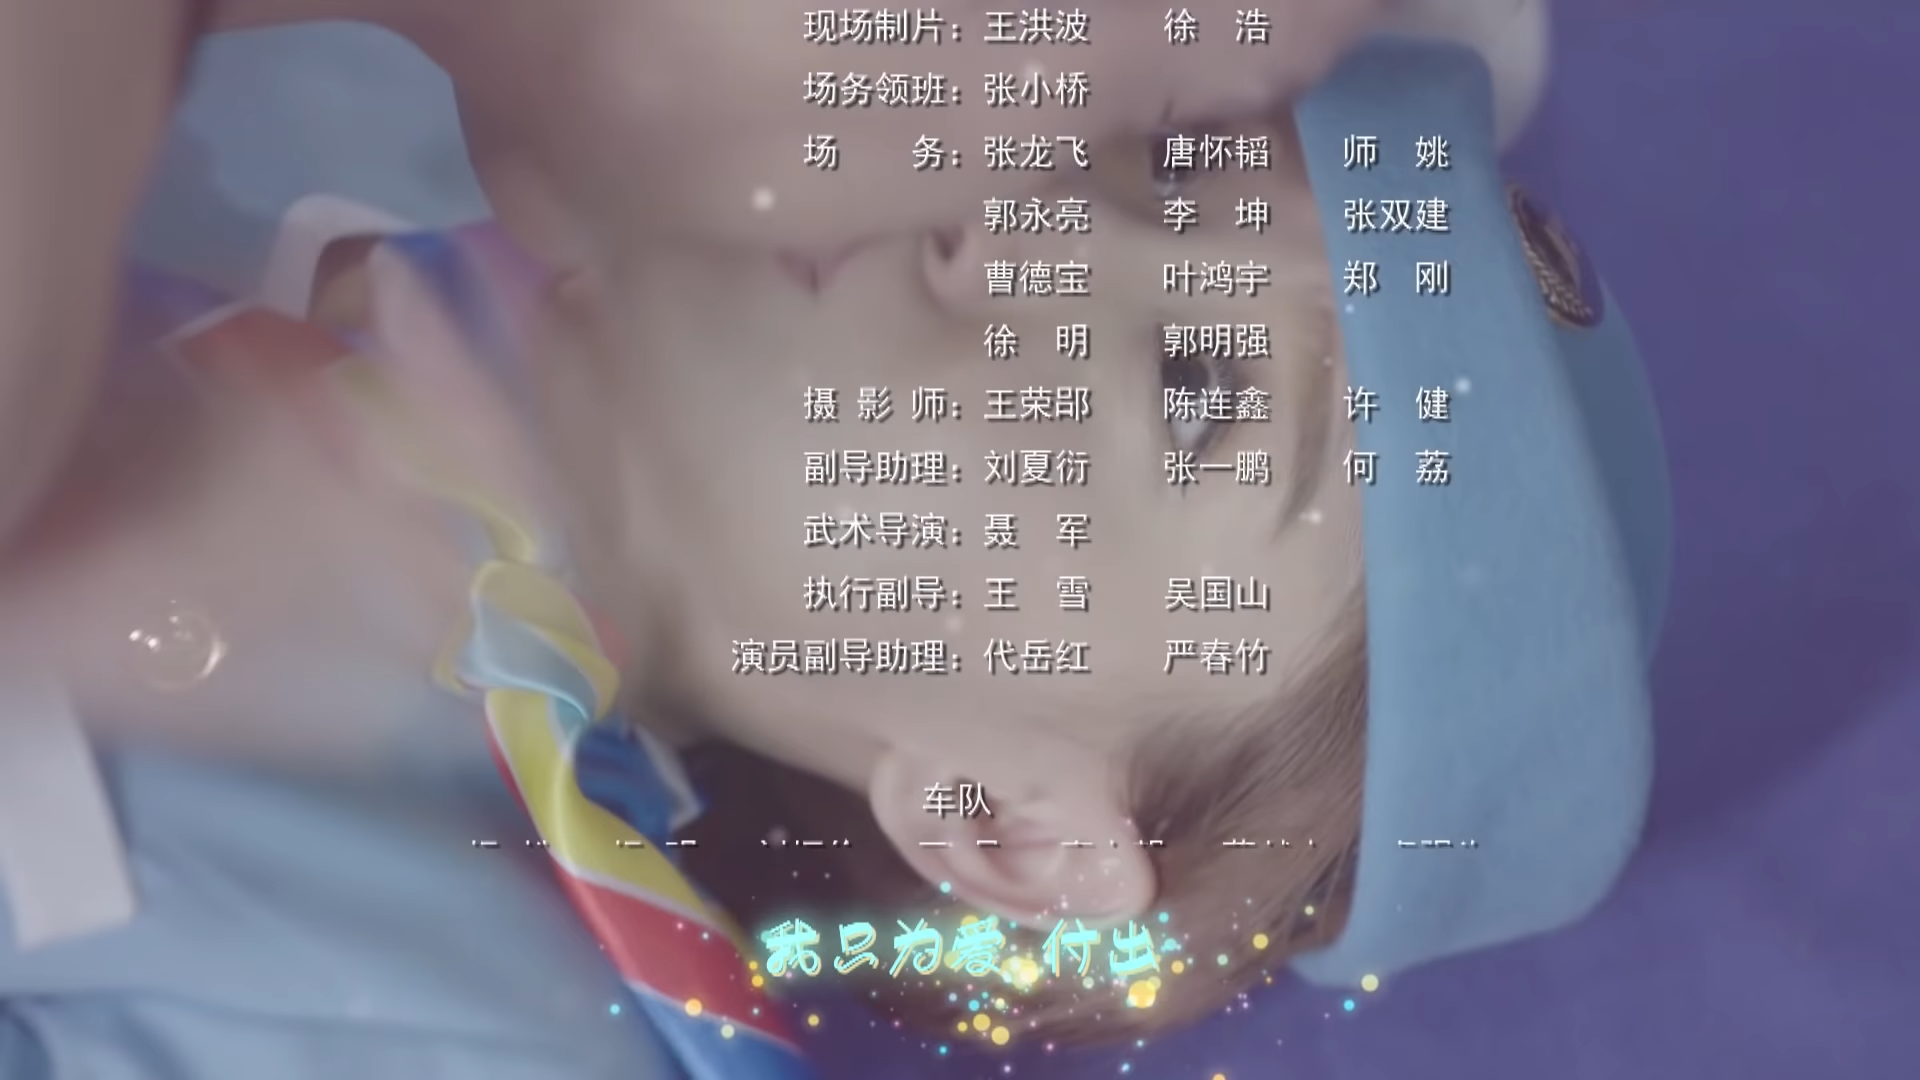 现场制片：王洪波 徐 浩
场务领班：张小桥
场 务：张龙飞 唐怀韬 师 姚
郭永亮 李 坤 张双建
曹德宝 叶鸿宇 郑 刚
徐 明 郭明强
摄 影 师：王荣郢 陈连鑫 许 健
副导助理：刘夏衍 张一鹏 何 荔
武术导演：聂 军
执行副导：王 雪 吴国山
演员副导助理：代岳红 严春竹
车队
我只为爱 付出